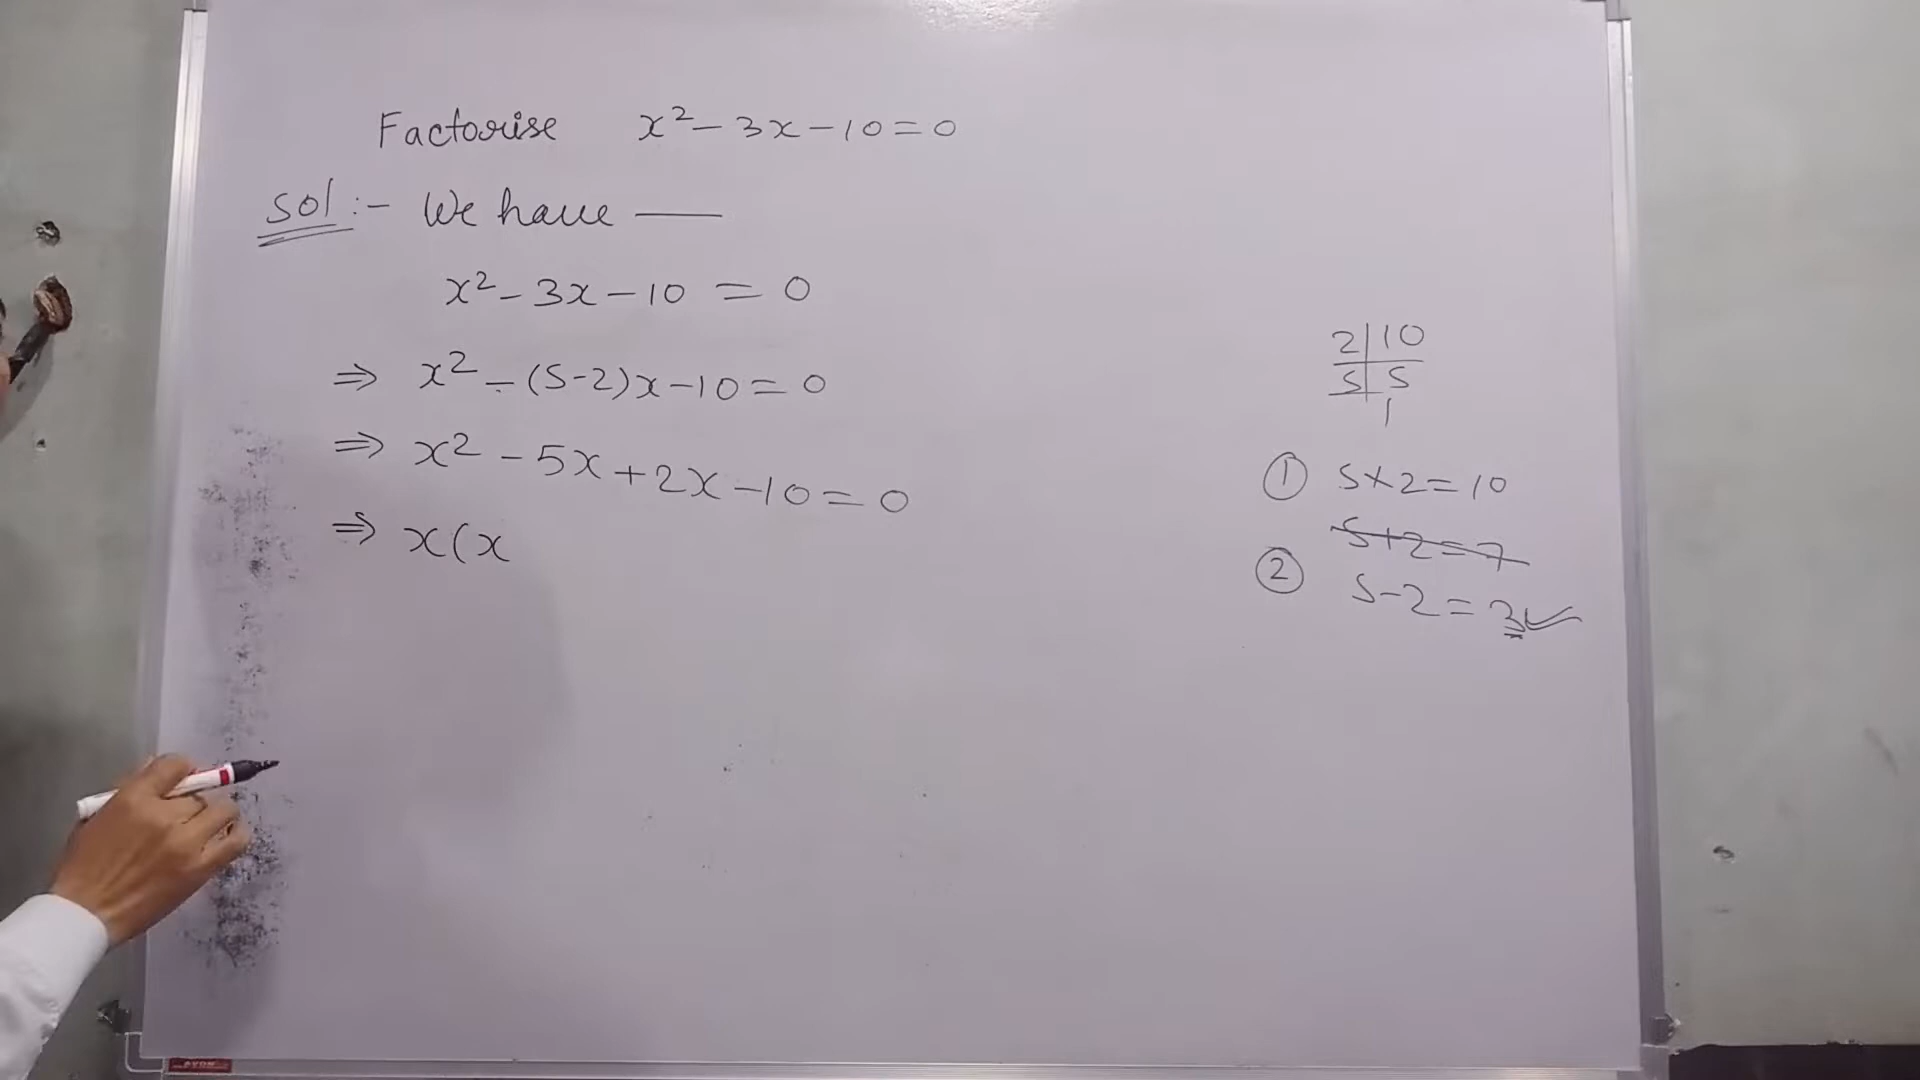 Factorise x² - 3x - 10 = 0
Sol :- We have —
x² - 3x - 10 = 0
⇒ x² - (5-2)x - 10 = 0
⇒ x² - 5x + 2x - 10 = 0
⇒ x(x
2|10
5|5
1
① 5×2=10
5+2=7
② 5-2=3✓